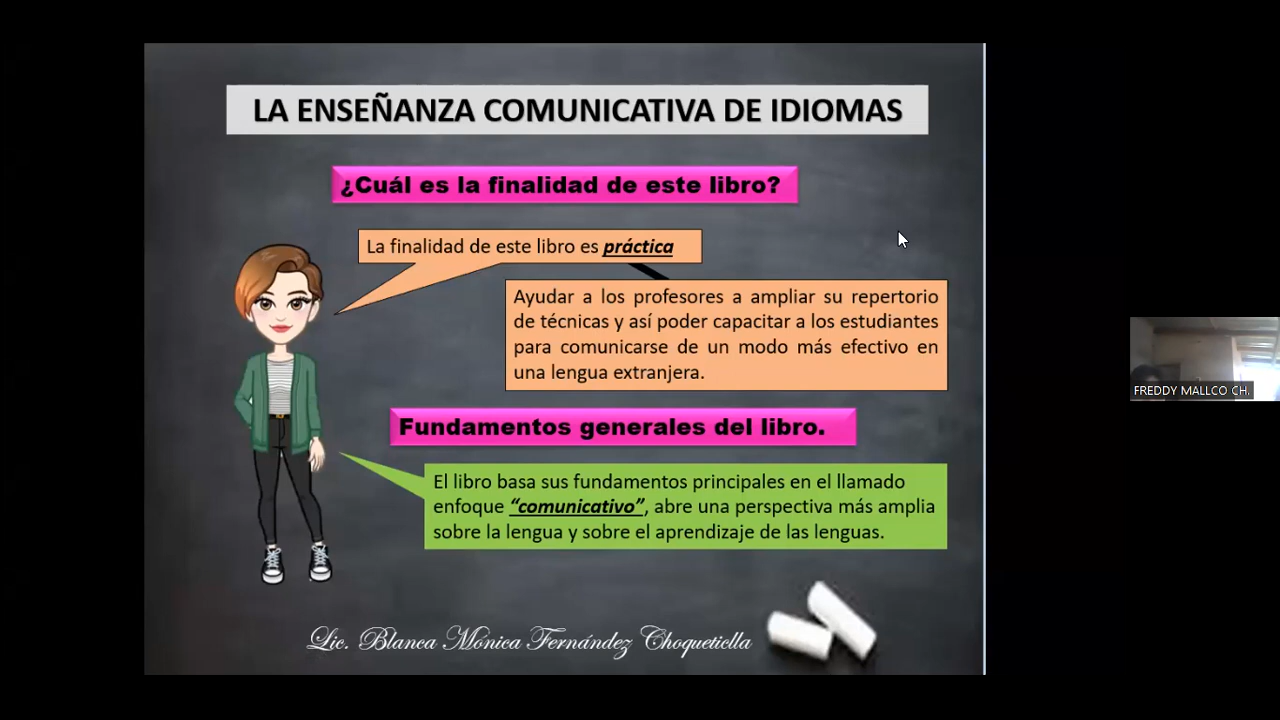 LA ENSEÑANZA COMUNICATIVA DE IDIOMAS
¿Cuál es la finalidad de este libro?
La finalidad de este libro es práctica
Ayudar a los profesores a ampliar su repertorio
de técnicas y así poder capacitar a los estudiantes
para comunicarse de un modo más efectivo en
una lengua extranjera.
FREDDY MALLCO CH.
Fundamentos generales del libro.
El libro basa sus fundamentos principales en el llamado
enfoque “comunicativo”, abre una perspectiva más amplia
sobre la lengua y sobre el aprendizaje de las lenguas.
Lic. Blanca Mónica Fernández Choqueticlla